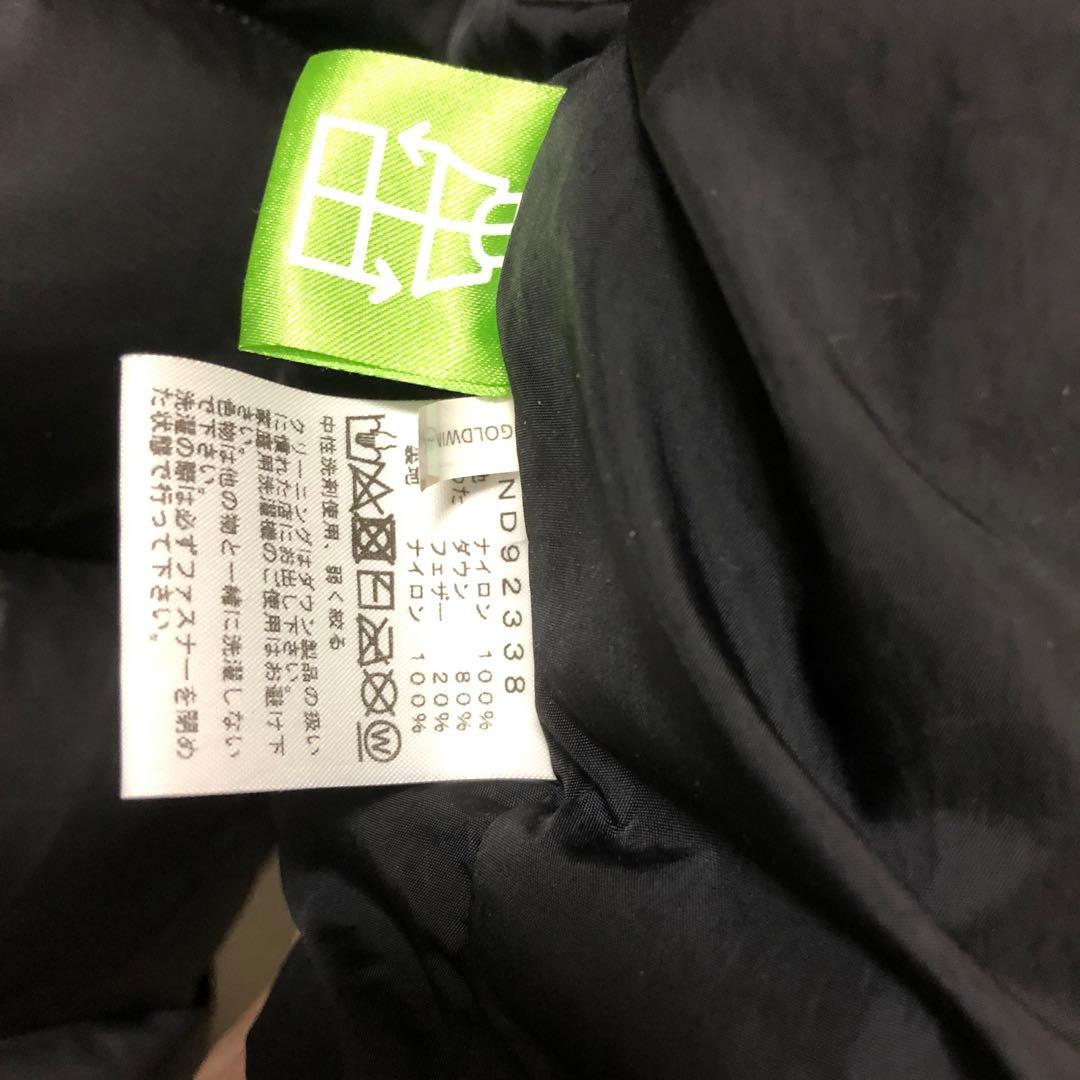 GOLDWIN
ND92338
ナイロン 100%
わた ダウン 80%
フェザー 20%
裏地 ナイロン 100%
W
中性洗剤使用、弱く絞る
クリーニングはダウン製品の扱い
に慣れた店にお出し下さい。
家庭用洗濯機のご使用はお避け下
さい。
色物は他の物と一緒に洗濯しない
で下さい。
洗濯の際は必ずファスナーを閉め
た状態で行って下さい。